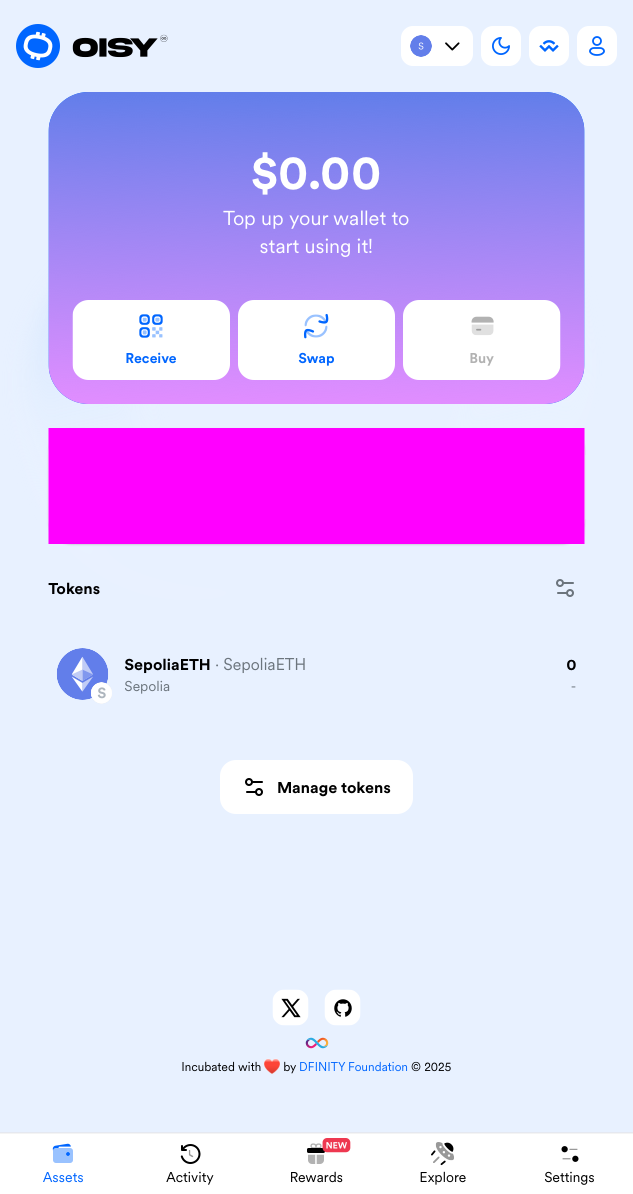 OISY
S
$0.00
Top up your wallet to
start using it!
Receive
Swap
Buy
Tokens
SepoliaETH · SepoliaETH
0
S
Sepolia
-
Manage tokens
Incubated with ❤️ by DFINITY Foundation © 2025
NEW
Assets
Activity
Rewards
Explore
Settings